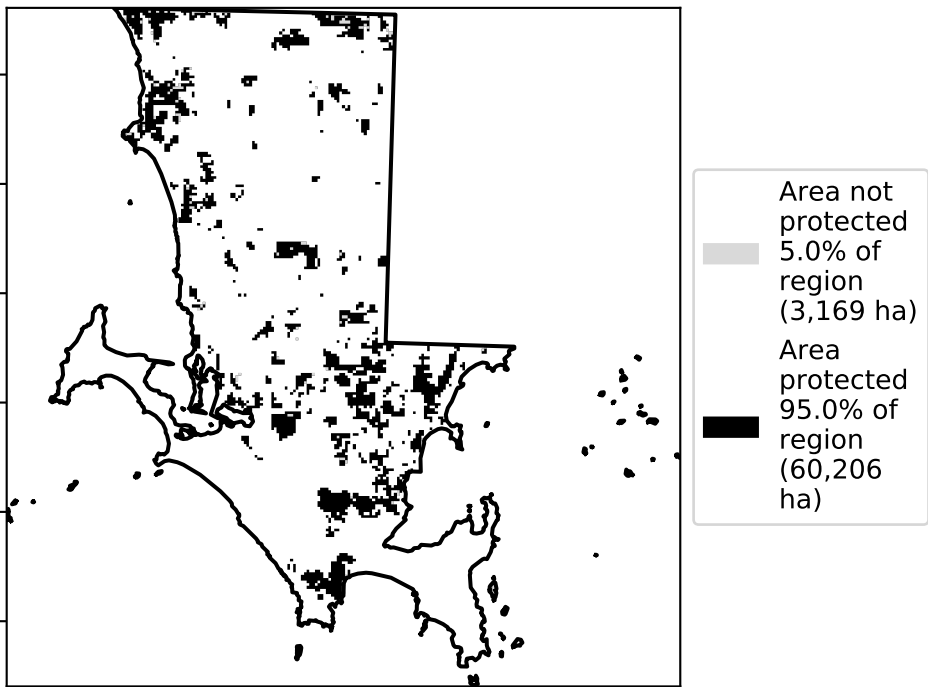 Area not
protected
5.0% of
region
(3,169 ha)
Area
protected
95.0% of
region
(60,206
ha)